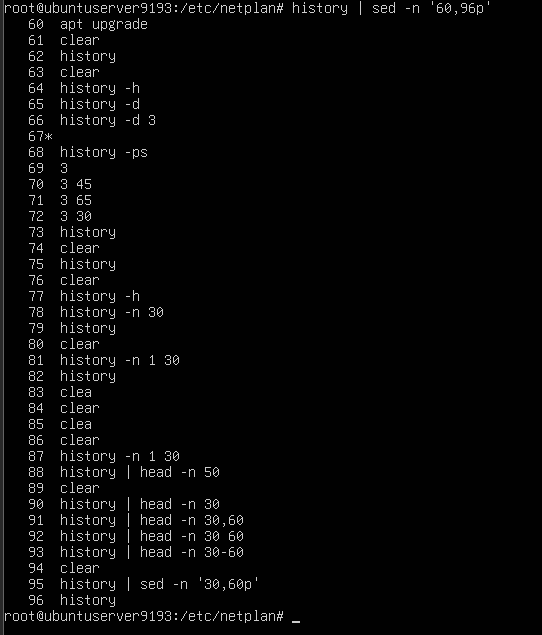 root@ubuntuserver9193:/etc/netplan# history | sed -n '60,96p'
60 apt upgrade
61 clear
62 history
63 clear
64 history -h
65 history -d
66 history -d 3
67*
68 history -ps
69 3
70 3 45
71 3 65
72 3 30
73 history
74 clear
75 history
76 clear
77 history -h
78 history -n 30
79 history
80 clear
81 history -n 1 30
82 history
83 clea
84 clear
85 clea
86 clear
87 history -n 1 30
88 history | head -n 50
89 clear
90 history | head -n 30
91 history | head -n 30,60
92 history | head -n 30 60
93 history | head -n 30-60
94 clear
95 history | sed -n '30,60p'
96 history
root@ubuntuserver9193:/etc/netplan# _